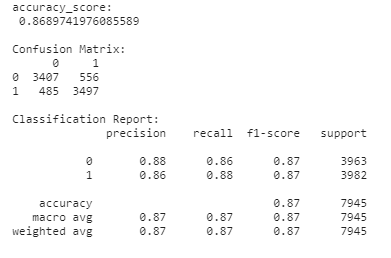 accuracy_score:
0.8689741976085589
Confusion Matrix:
0 1
0 3407 556
1 485 3497
Classification Report:
precision recall f1-score support
0 0.88 0.86 0.87 3963
1 0.86 0.88 0.87 3982
accuracy 0.87 7945
macro avg 0.87 0.87 0.87 7945
weighted avg 0.87 0.87 0.87 7945